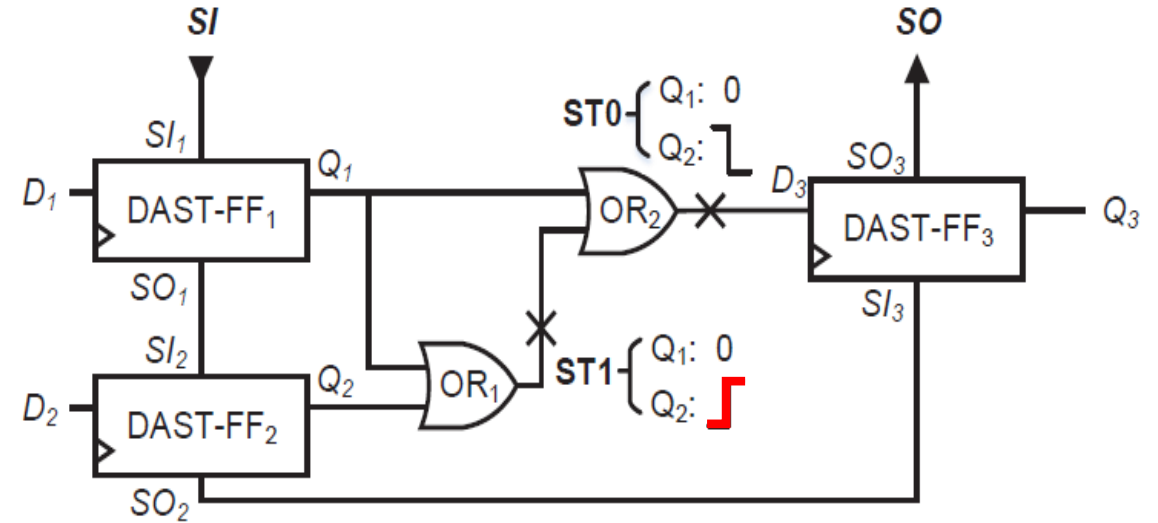 SI
SO
ST0
Q₁: 0
Q₂:
SI₁
Q₁
SO₃
D₃
D₁
DAST-FF₁
OR₂
DAST-FF₃
Q₃
SO₁
SI₃
SI₂
ST1
Q₁: 0
Q₂:
Q₂
OR₁
D₂
DAST-FF₂
SO₂